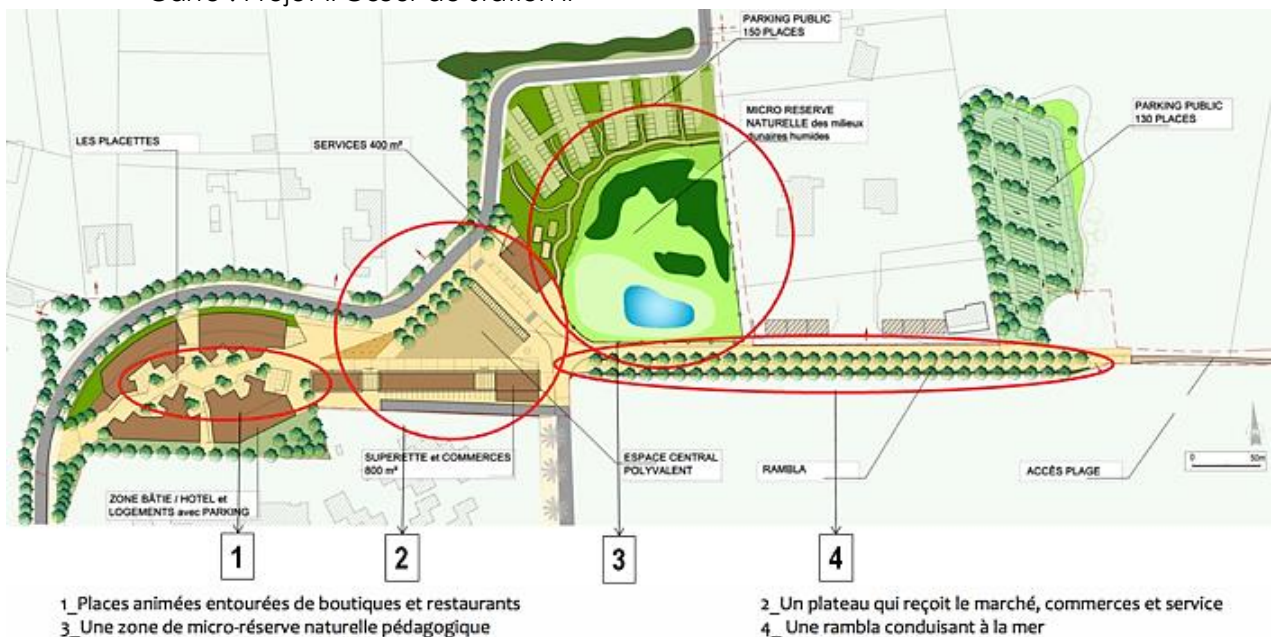 PARKING PUBLIC
150 PLACES
MICRO RESERVE
NATURELLE des milieux
dunaires humides
PARKING PUBLIC
130 PLACES
LES PLACETTES
SERVICES 400 m²
SUPERETTE et COMMERCES
800 m²
ESPACE CENTRAL
POLYVALENT
RAMBLA
ACCÈS PLAGE
0 50m
ZONE BÂTIE / HOTEL et
LOGEMENTS avec PARKING
1
2
3
4
1_Places animées entourées de boutiques et restaurants
2_Un plateau qui reçoit le marché, commerces et service
3_Une zone de micro-réserve naturelle pédagogique
4_ Une rambla conduisant à la mer